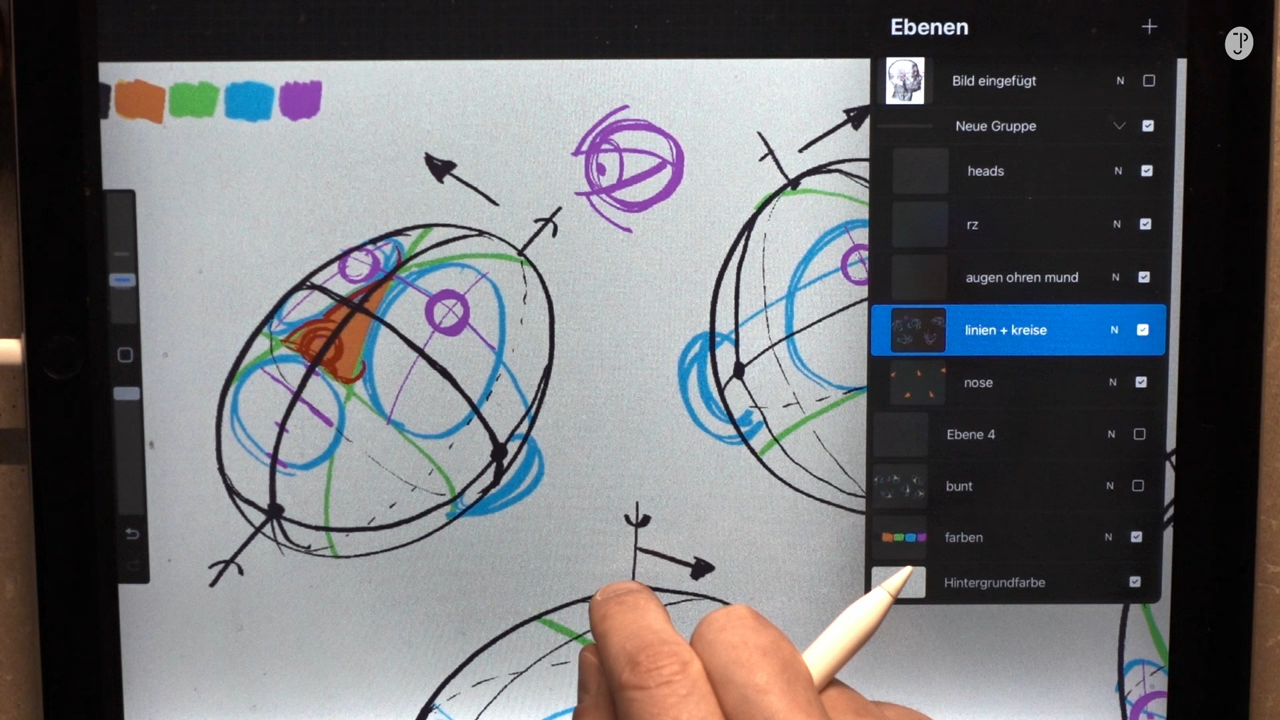 Ebenen +
Bild eingefügt N
Neue Gruppe
heads N
rz N
augen ohren mund N
linien + kreise N
nose N
Ebene 4 N
bunt N
farben N
Hintergrundfarbe